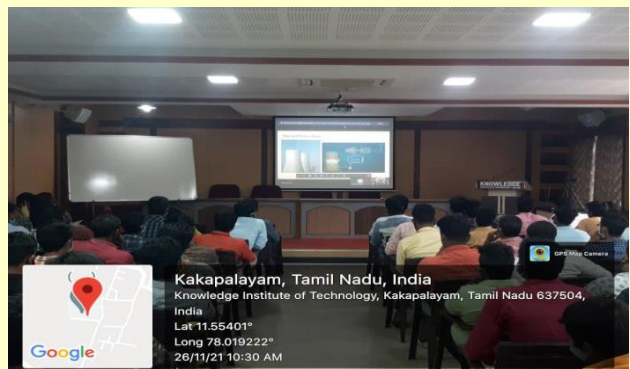 KNOWLEDGE
GPS Map Camera
Kakapalayam, Tamil Nadu, India
Knowledge Institute of Technology, Kakapalayam, Tamil Nadu 637504,
India
Lat 11.55401°
Long 78.019222°
26/11/21 10:30 AM
Google